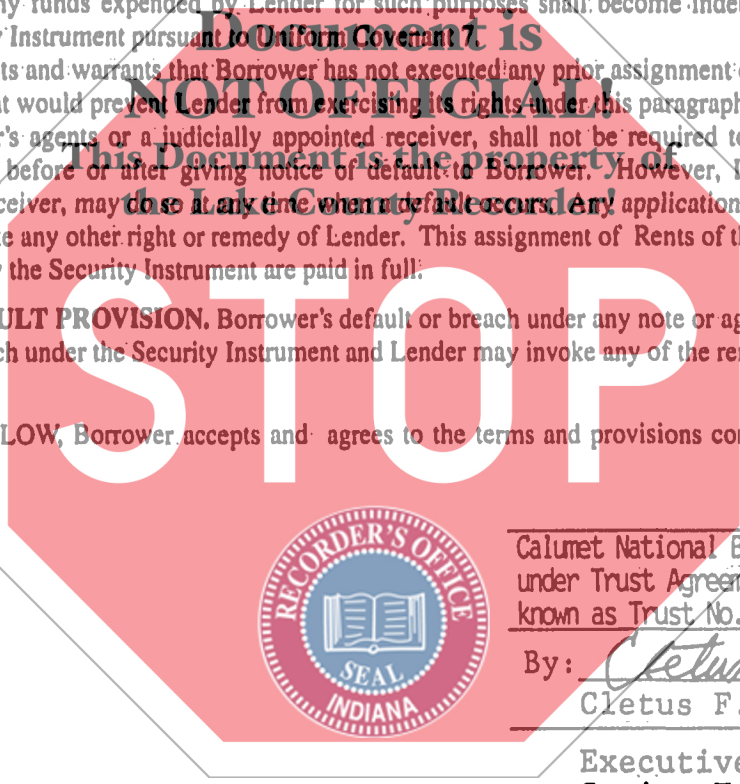 ny funds expended by Lender for such purposes shall become inde
Instrument pursuant to Uniform Covenant 7.
Document is
ts and warrants that Borrower has not executed any prior assignment
t would prevent Lender from exercising its rights under this paragraph
NOT OFFICIAL!
r's agents or a judicially appointed receiver, shall not be required to
This Document is the property of
before or after giving notice of default to Borrower. However,
ceiver, may do so at any time when a default occurs. Any application
the Lake County Recorder!
e any other right or remedy of Lender. This assignment of Rents of th
the Security Instrument are paid in full.
ULT PROVISION. Borrower's default or breach under any note or ag
ch under the Security Instrument and Lender may invoke any of the re
STOP
LOW, Borrower accepts and agrees to the terms and provisions co
RECORDER'S OFFICE
SEAL
INDIANA
Calumet National B
under Trust Agreem
known as Trust No.
By: Cletus
Cletus F.
Executive